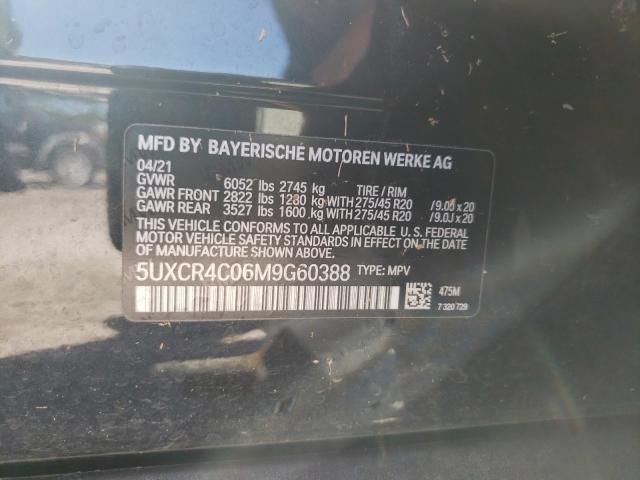 MFD BY BAYERISCHE MOTOREN WERKE AG
04/21
GVWR 6052 lbs 2745 kg TIRE / RIM
GAWR FRONT 2822 lbs 1280 kg WITH 275/45 R20 /9.0J x 20
GAWR REAR 3527 lbs 1600 kg WITH 275/45 R20 /9.0J x 20
THIS VEHICLE CONFORMS TO ALL APPLICABLE U.S. FEDERAL
MOTOR VEHICLE SAFETY STANDARDS IN EFFECT ON THE DATE
OF MANUFACTURE SHOWN ABOVE.
5UXCR4C06M9G60388 TYPE: MPV
475M
7 320 729